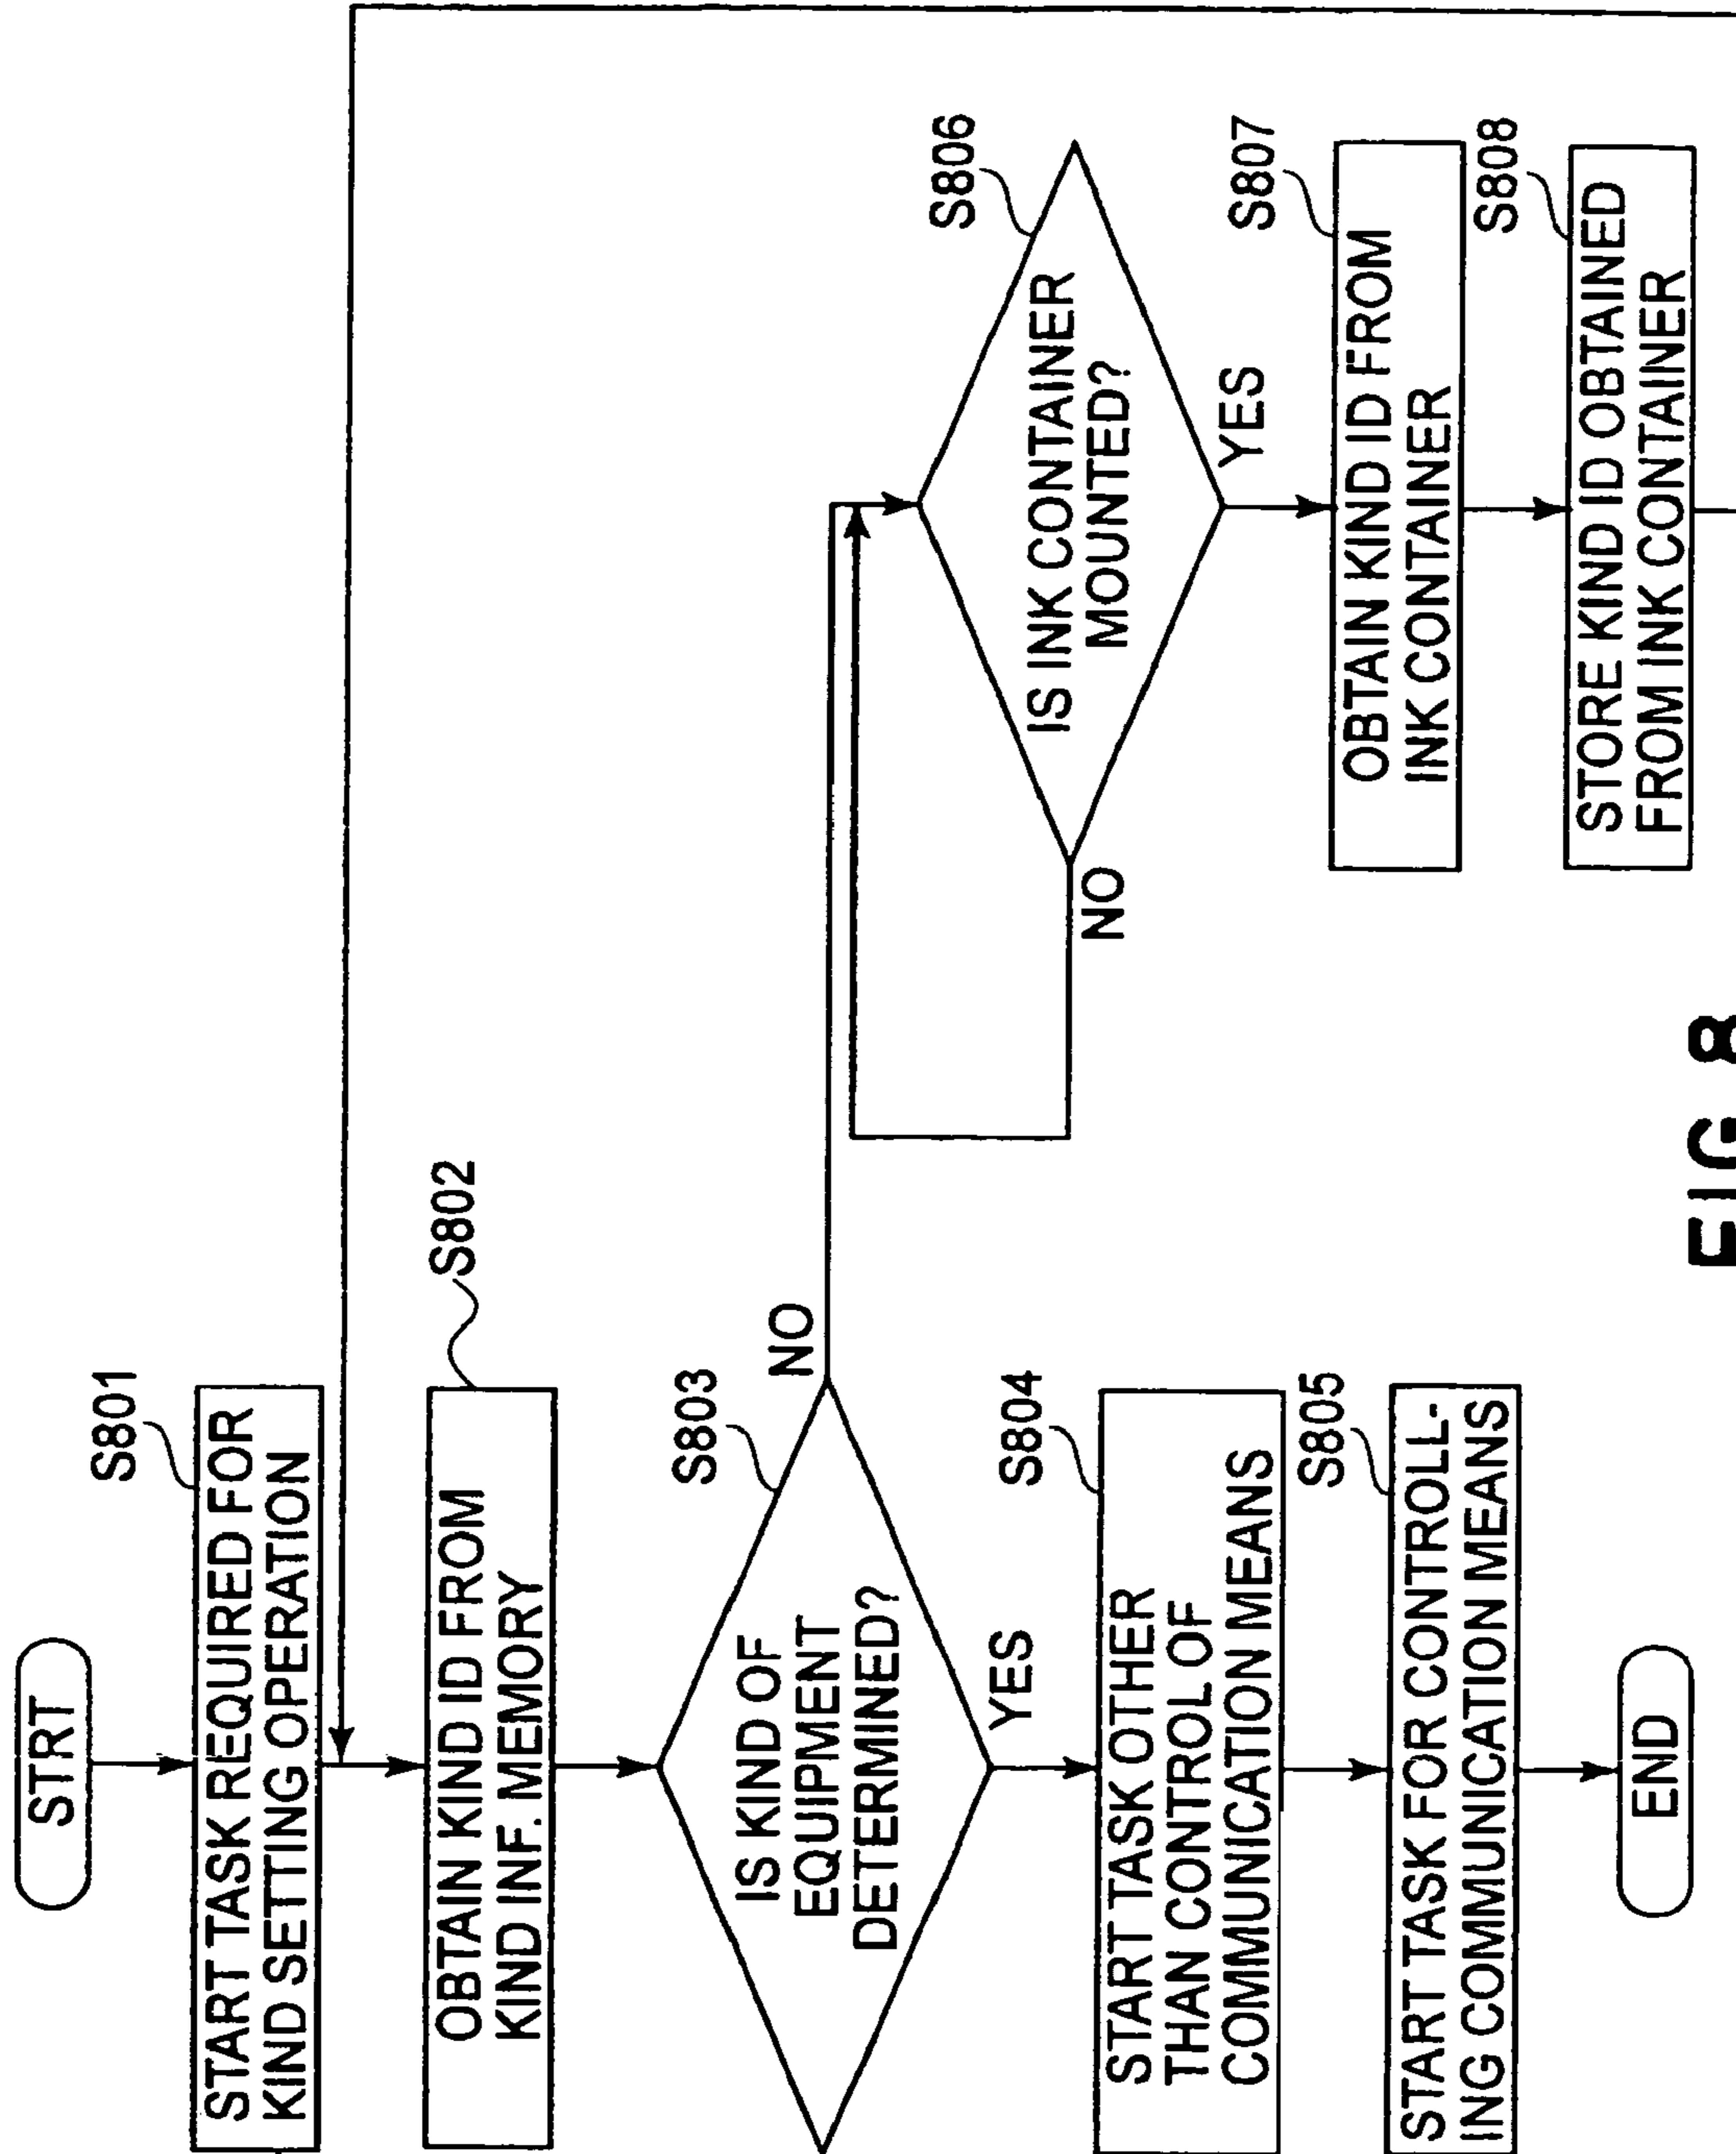 START
S801
START TASK REQUIRED FOR
KIND SETTING OPERATION
S802
OBTAIN KIND ID FROM
KIND INF. MEMORY
S803
IS KIND OF
EQUIPMENT
DETERMINED?
NO
YES
S804
START TASK OTHER
THAN CONTROL OF
COMMUNICATION MEANS
S805
START TASK FOR CONTROLL-
ING COMMUNICATION MEANS
END
S806
IS INK CONTAINER
MOUNTED?
NO
YES
S807
OBTAIN KIND ID FROM
INK CONTAINER
S808
STORE KIND ID OBTAINED
FROM INK CONTAINER
FIG. 8